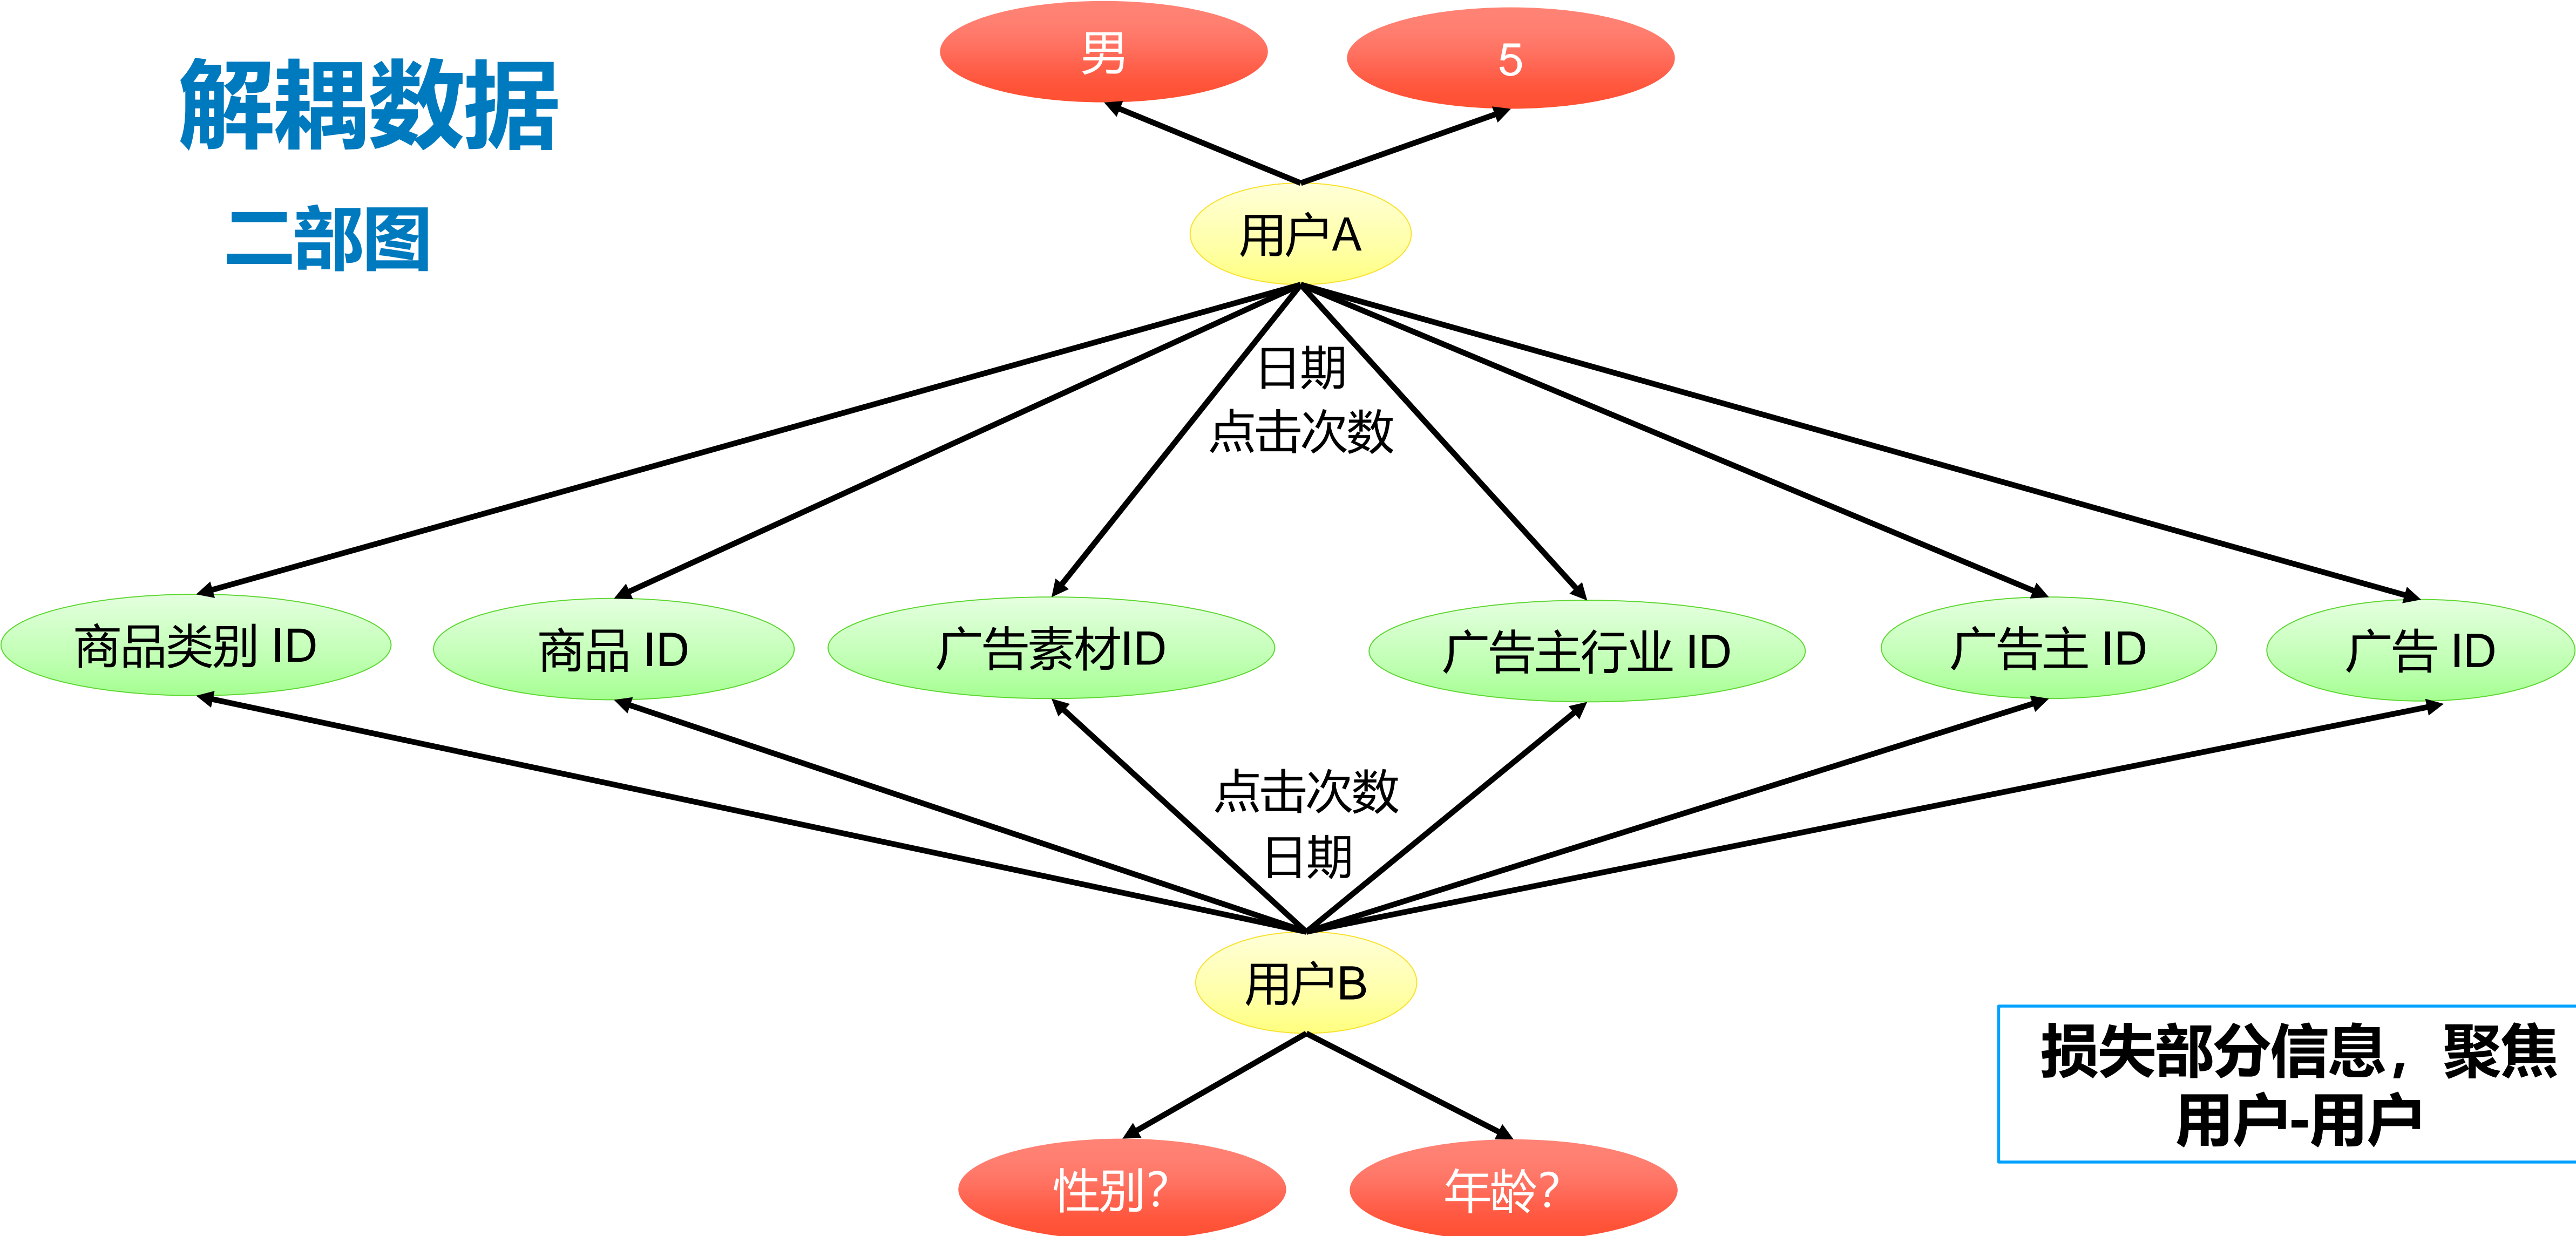 解耦数据
二部图
男
5
用户A
日期
点击次数
商品类别 ID
商品 ID
广告素材ID
广告主行业 ID
广告主 ID
广告 ID
点击次数
日期
用户B
损失部分信息，聚焦
用户-用户
性别？
年龄？